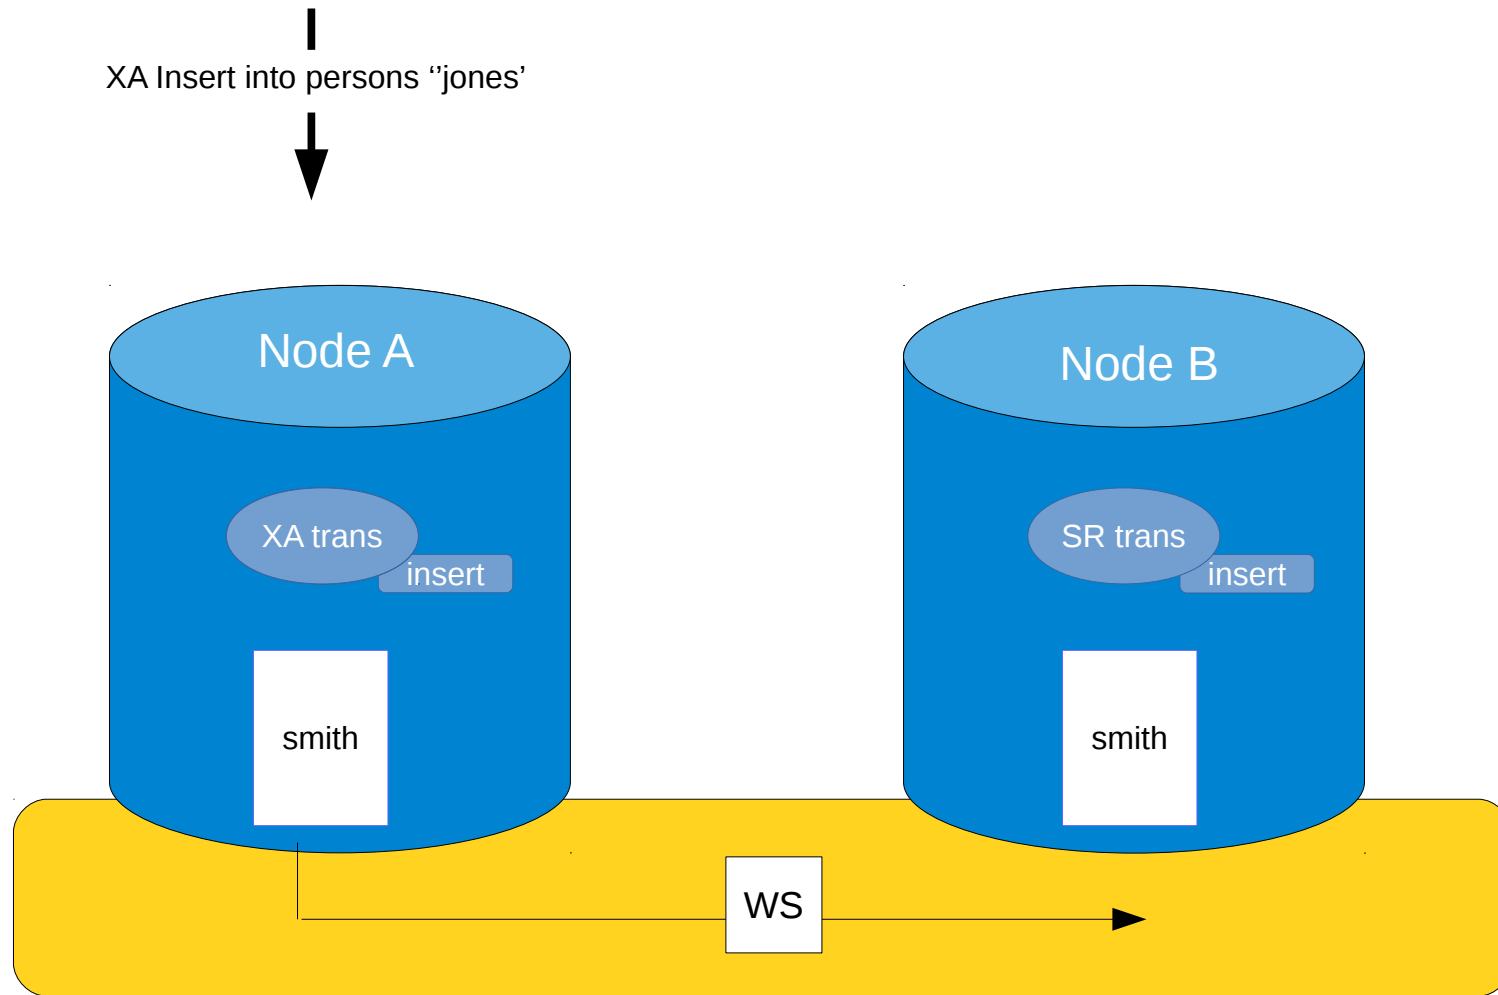 XA Insert into persons ‘’jones’
Node A
Node B
XA trans
insert
SR trans
insert
smith
smith
WS